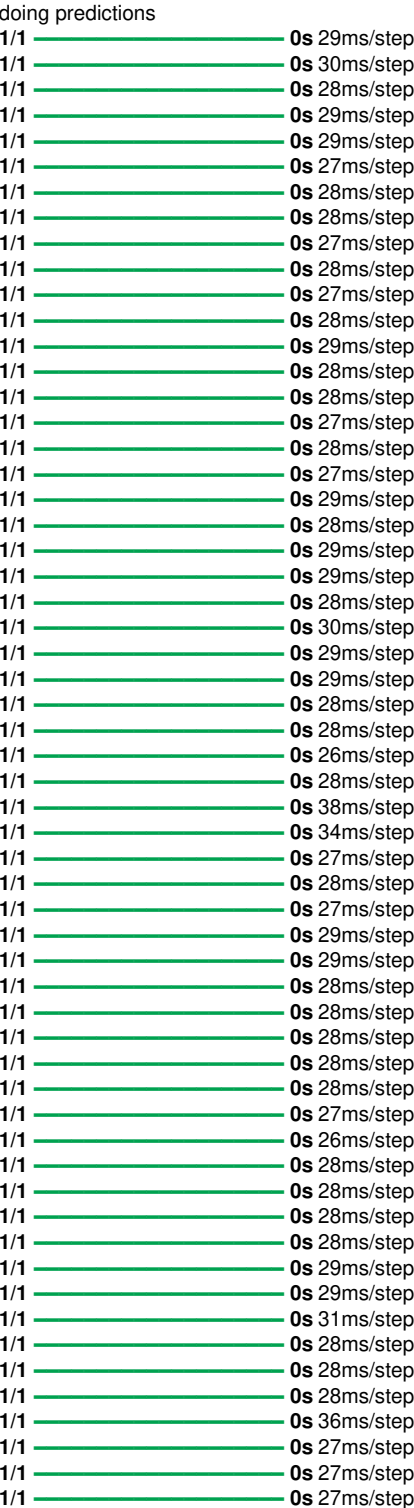 doing predictions
1/1 0s 29ms/step
1/1 0s 30ms/step
1/1 0s 28ms/step
1/1 0s 29ms/step
1/1 0s 29ms/step
1/1 0s 27ms/step
1/1 0s 28ms/step
1/1 0s 28ms/step
1/1 0s 27ms/step
1/1 0s 28ms/step
1/1 0s 27ms/step
1/1 0s 28ms/step
1/1 0s 29ms/step
1/1 0s 28ms/step
1/1 0s 28ms/step
1/1 0s 27ms/step
1/1 0s 28ms/step
1/1 0s 27ms/step
1/1 0s 29ms/step
1/1 0s 28ms/step
1/1 0s 29ms/step
1/1 0s 29ms/step
1/1 0s 28ms/step
1/1 0s 30ms/step
1/1 0s 29ms/step
1/1 0s 29ms/step
1/1 0s 28ms/step
1/1 0s 28ms/step
1/1 0s 26ms/step
1/1 0s 28ms/step
1/1 0s 38ms/step
1/1 0s 34ms/step
1/1 0s 27ms/step
1/1 0s 28ms/step
1/1 0s 27ms/step
1/1 0s 29ms/step
1/1 0s 29ms/step
1/1 0s 28ms/step
1/1 0s 28ms/step
1/1 0s 28ms/step
1/1 0s 28ms/step
1/1 0s 28ms/step
1/1 0s 27ms/step
1/1 0s 26ms/step
1/1 0s 28ms/step
1/1 0s 28ms/step
1/1 0s 28ms/step
1/1 0s 28ms/step
1/1 0s 29ms/step
1/1 0s 29ms/step
1/1 0s 31ms/step
1/1 0s 28ms/step
1/1 0s 28ms/step
1/1 0s 28ms/step
1/1 0s 36ms/step
1/1 0s 27ms/step
1/1 0s 27ms/step
1/1 0s 27ms/step